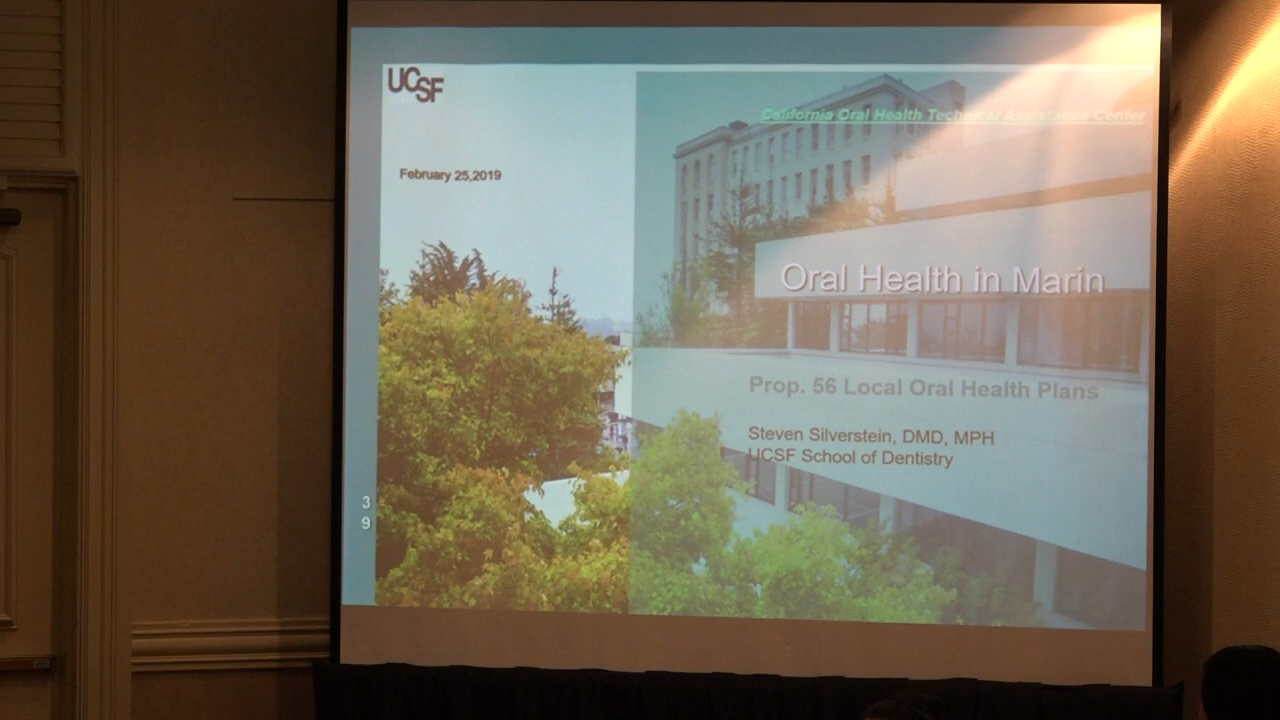 UCSF
February 25,2019
California Oral Health Technical Assistance Center
Oral Health in Marin
Prop. 56 Local Oral Health Plans
Steven Silverstein, DMD, MPH
UCSF School of Dentistry
3
9